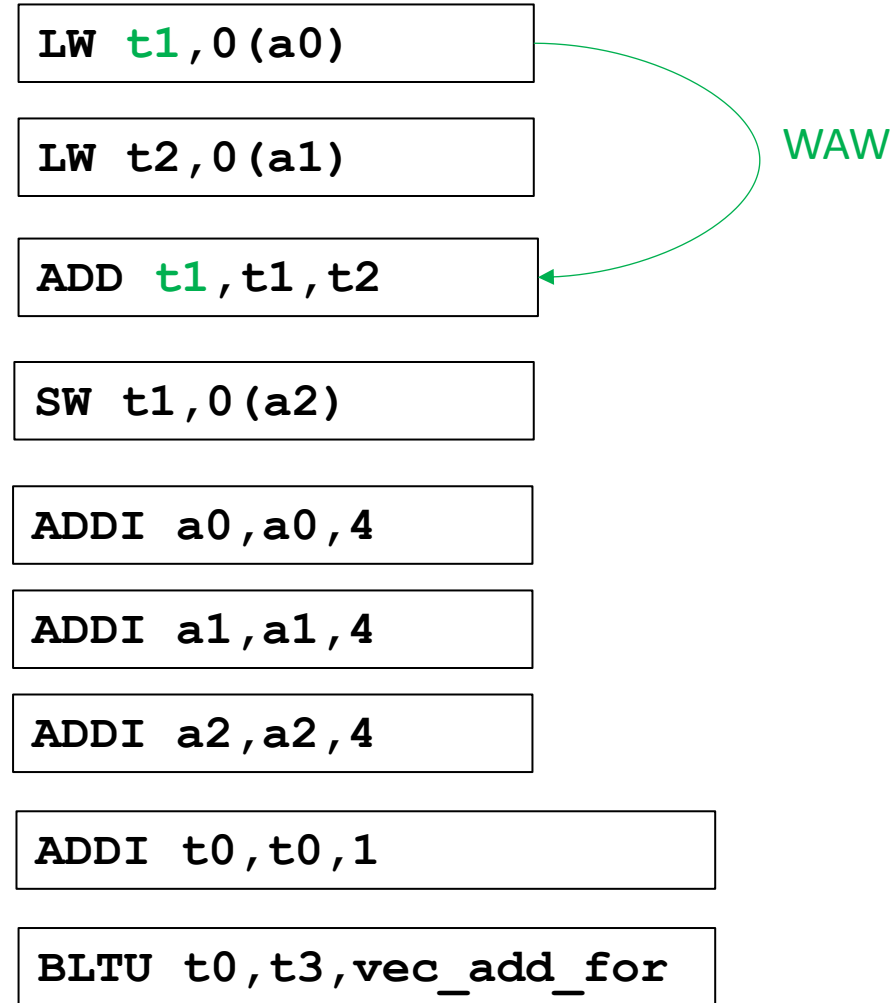 LW t1,0(a0)
WAW
LW t2,0(a1)
ADD t1,t1,t2
SW t1,0(a2)
ADDI a0,a0,4
ADDI a1,a1,4
ADDI a2,a2,4
ADDI t0,t0,1
BLTU t0,t3,vec_add_for